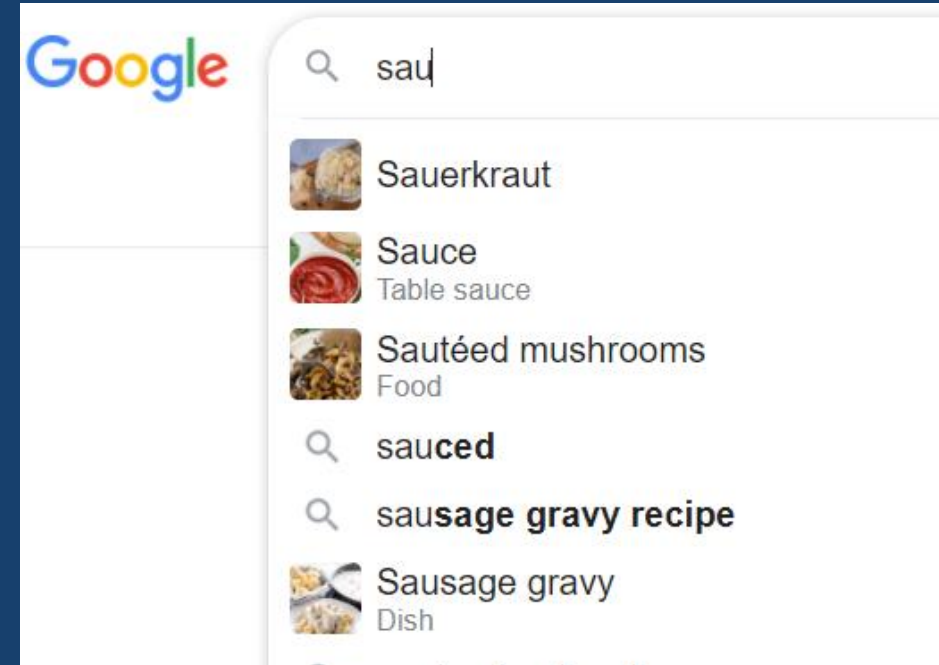 Google
sau
Sauerkraut
Sauce
Table sauce
Sautéed mushrooms
Food
sauced
sausage gravy recipe
Sausage gravy
Dish